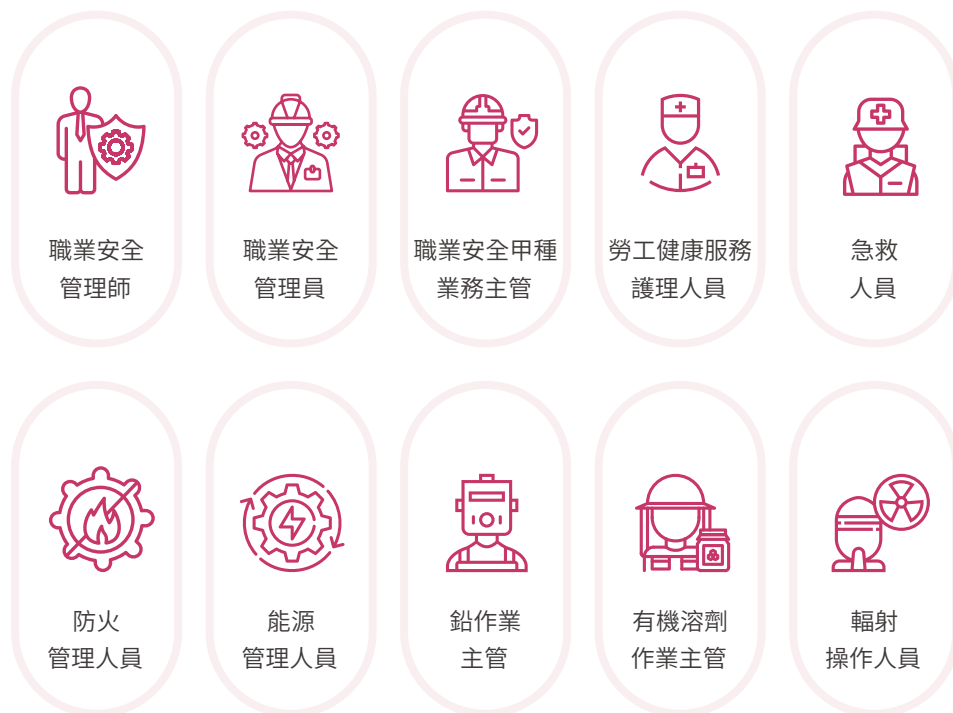 職業安全
管理師
職業安全
管理員
職業安全甲種
業務主管
勞工健康服務
護理人員
急救
人員
防火
管理人員
能源
管理人員
鉛作業
主管
有機溶劑
作業主管
輻射
操作人員